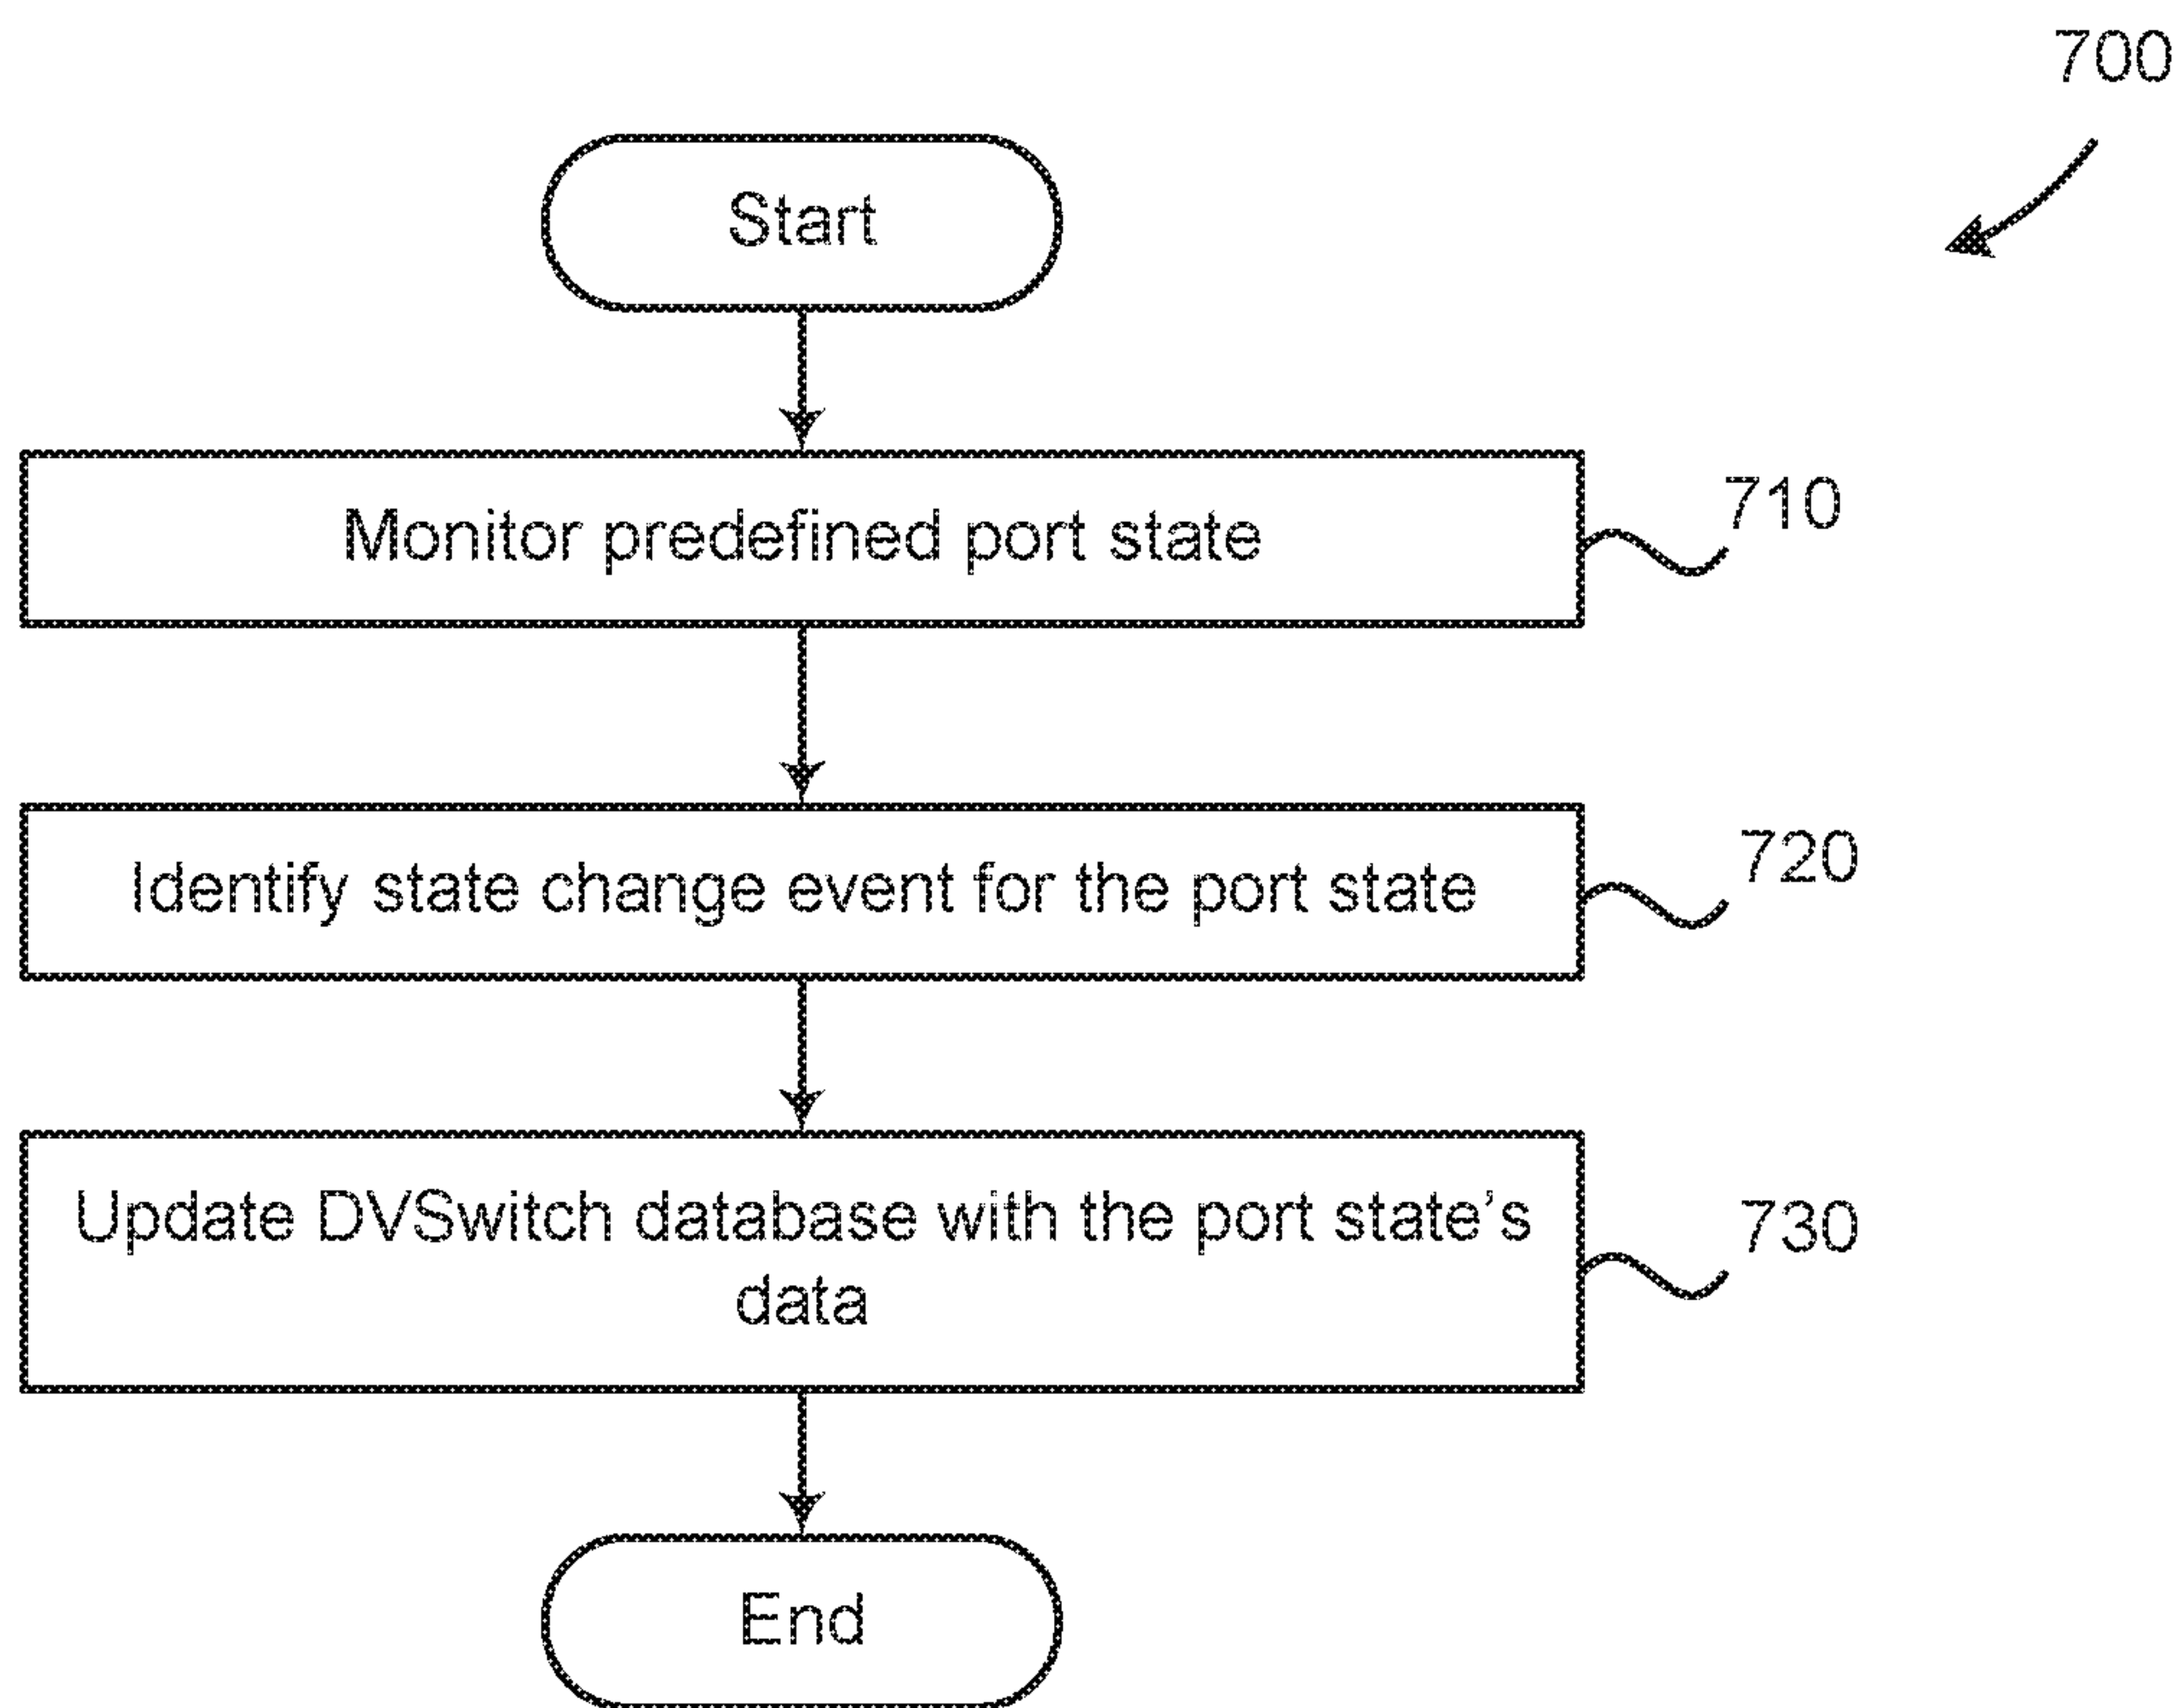 700
Start
Monitor predefined port state
710
Identify state change event for the port state
720
Update DVSwitch database with the port state's
data
730
End